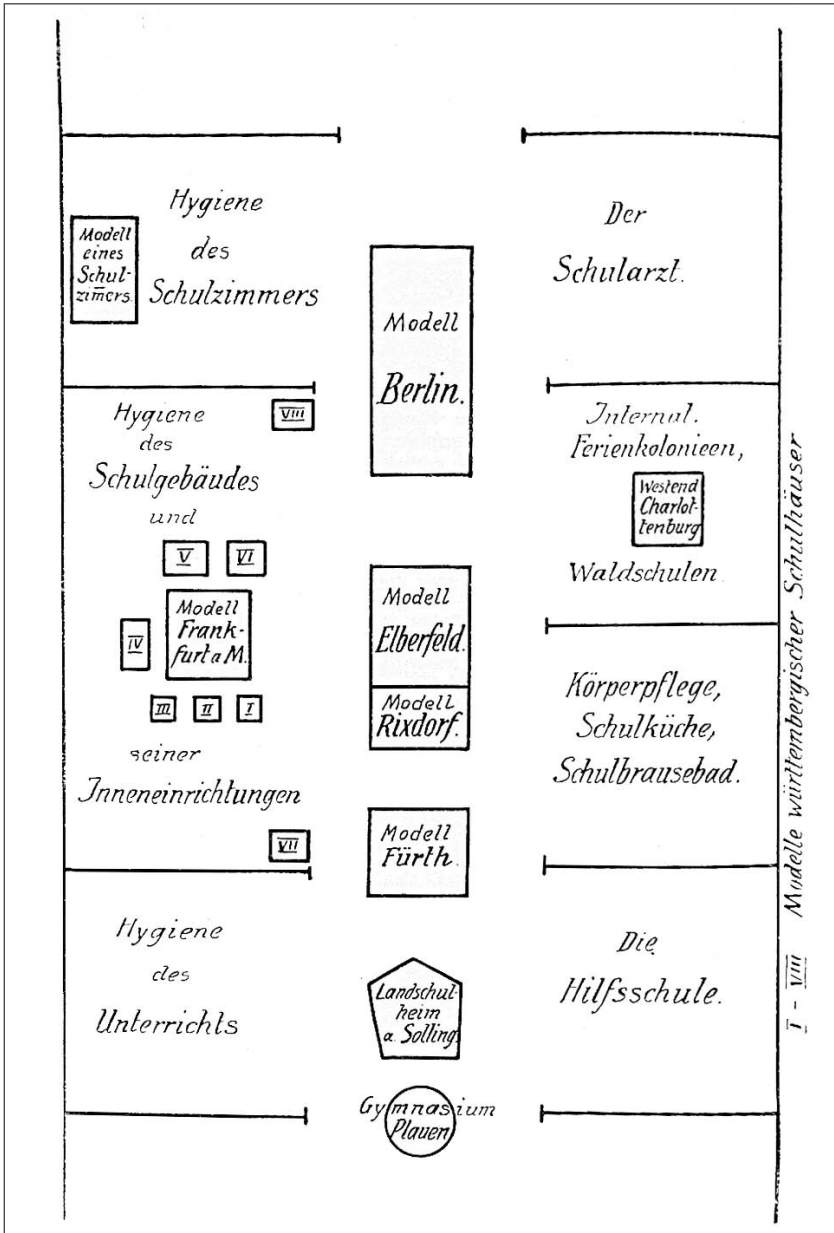 Hygiene
des
Schulzimmers
Modell
eines
Schul-
zim̅ers.
Modell
Berlin.
Der
Schularzt.
Hygiene
des
Schulgebäudes
und
VIII
V VI
Modell
Frank-
furt a M.
IV
III II I
seiner
Inneneinrichtungen
VII
Modell
Elberfeld.
Modell
Rixdorf.
Modell
Fürth.
Internat.
Ferienkolonieen,
Westend
Charlot-
tenburg
Waldschulen.
Körperpflege,
Schulküche,
Schulbrausebad.
Hygiene
des
Unterrichts
Landschul-
heim
a. Solling.
Gymnasium
Plauen
Die
Hilfsschule.
I - VIII Modelle württembergischer Schulhäuser